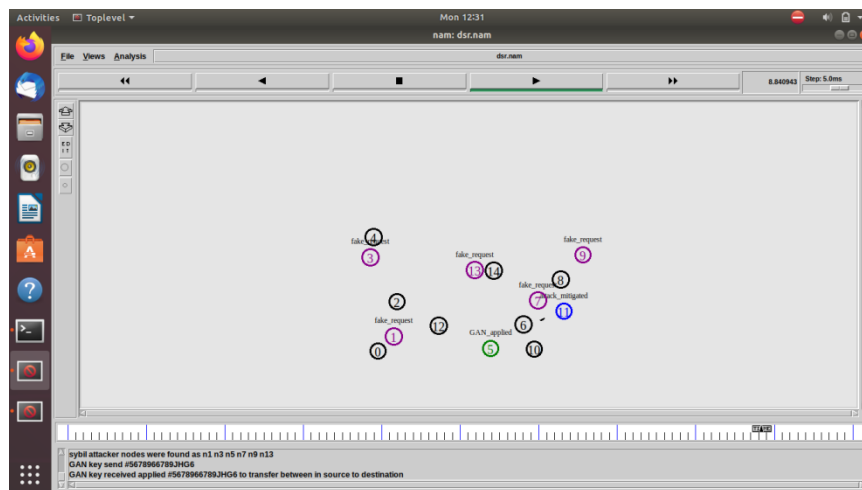 Activities Toplevel Mon 12:31
nam: dsr.nam
File Views Analysis dsr.nam
8.840943 Step: 5.0ms
ED
IT
4
fake_request
3
fake_request
9
fake_request
13 14
8
fake_request
7
attack_mitigated
11
2
fake_request
1
12
6
GAN_applied
0
5
10
sybil attacker nodes were found as n1 n3 n5 n7 n9 n13
GAN key send #5678966789JHG6
GAN key received applied #5678966789JHG6 to transfer between in source to destination